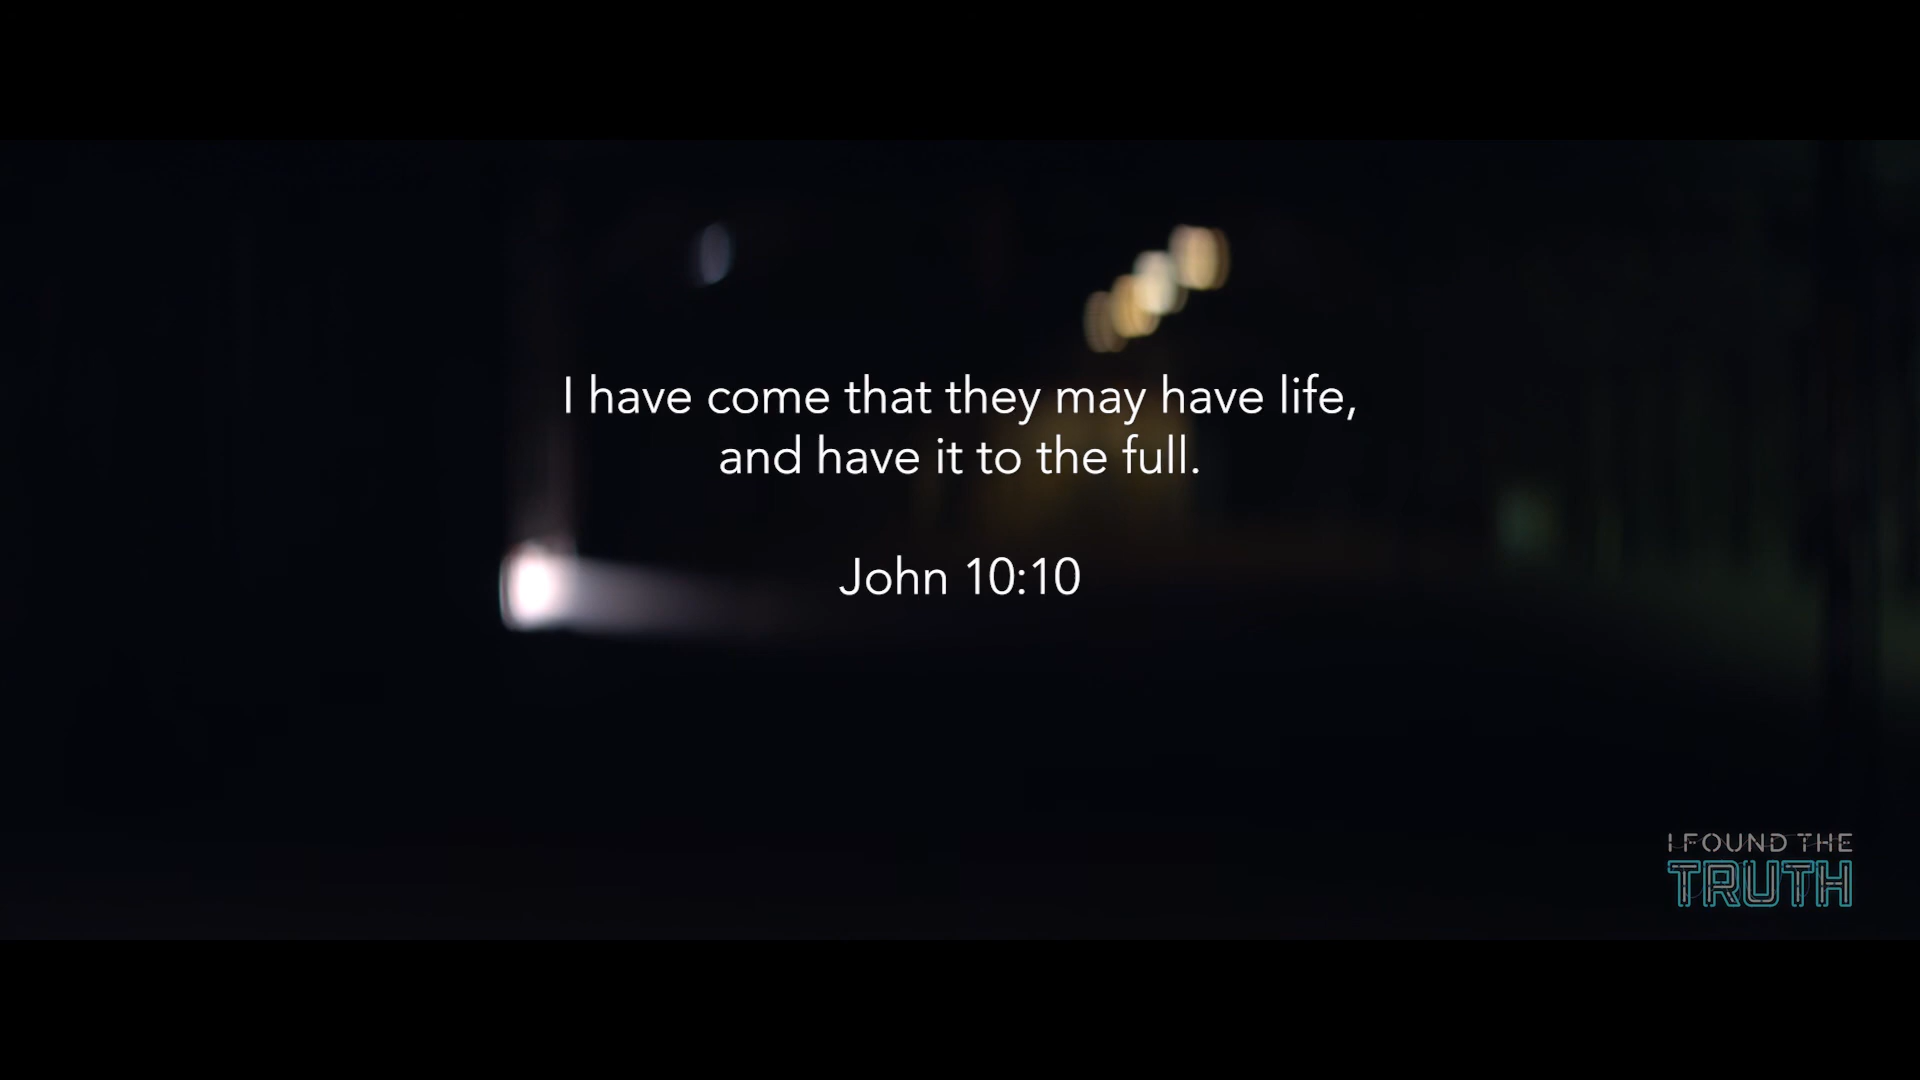 I have come that they may have life,
and have it to the full.
John 10:10
I FOUND THE
TRUTH